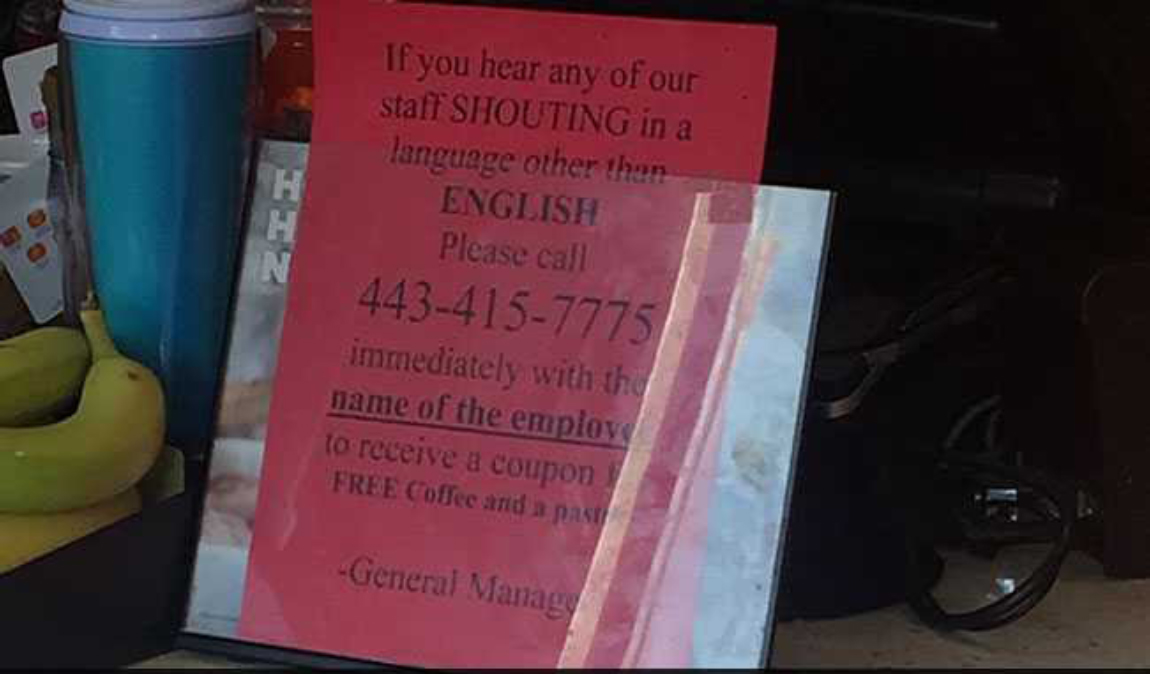 If you hear any of our
staff SHOUTING in a
language other than
ENGLISH
Please call
443-415-7775
immediately with the
name of the employe
to receive a coupon
FREE Coffee and a past
-General Manage
H
H
N